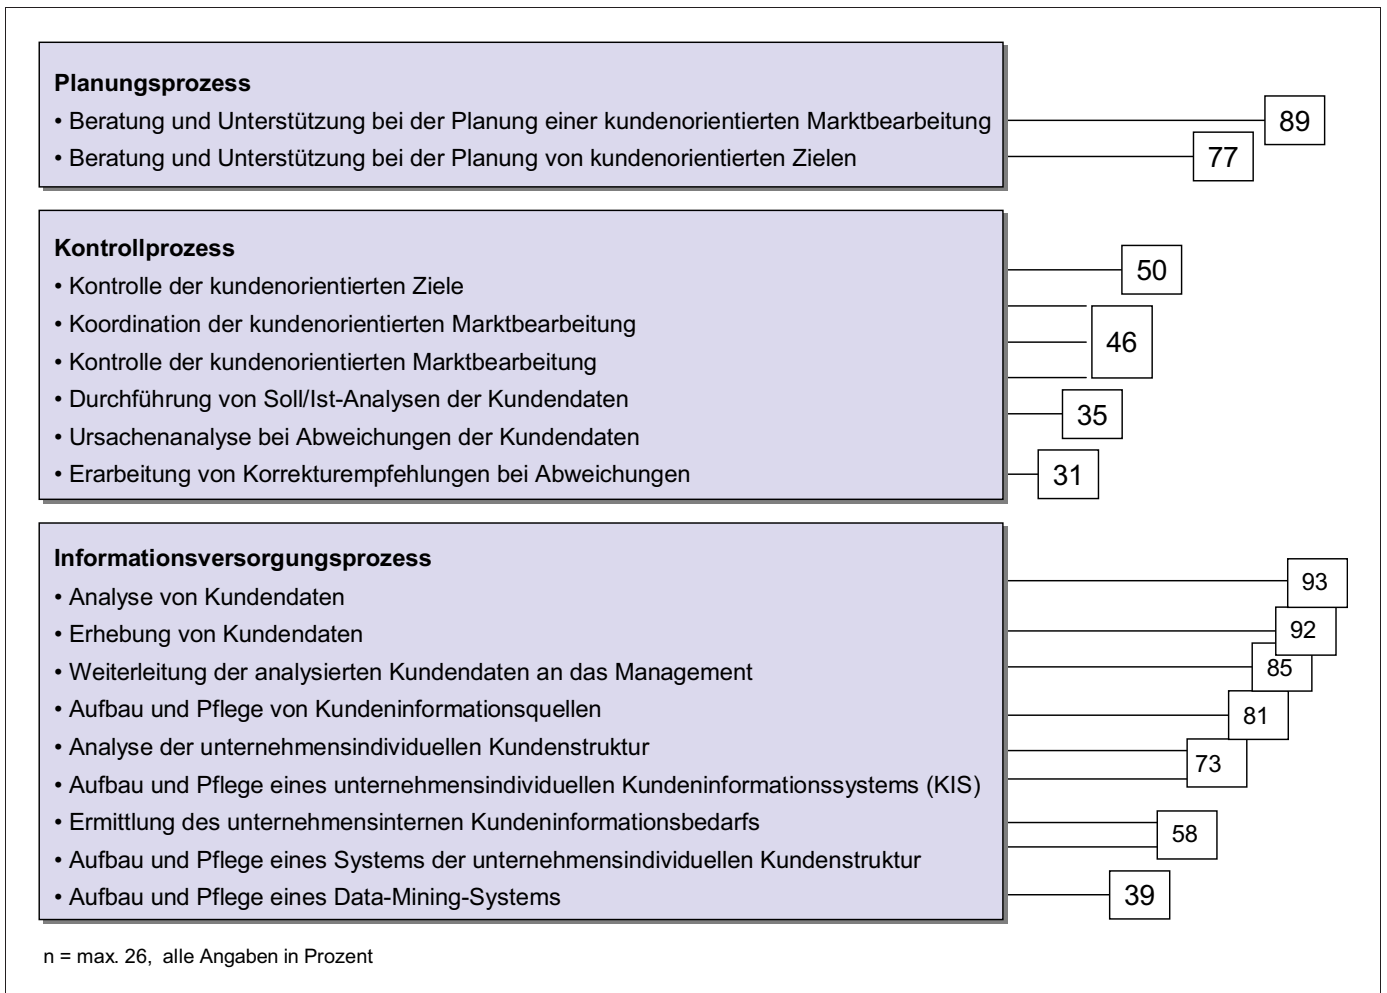 Planungsprozess
• Beratung und Unterstützung bei der Planung einer kundenorientierten Marktbearbeitung 89
• Beratung und Unterstützung bei der Planung von kundenorientierten Zielen 77
Kontrollprozess
• Kontrolle der kundenorientierten Ziele 50
• Koordination der kundenorientierten Marktbearbeitung 46
• Kontrolle der kundenorientierten Marktbearbeitung
• Durchführung von Soll/Ist-Analysen der Kundendaten
• Ursachenanalyse bei Abweichungen der Kundendaten 35
• Erarbeitung von Korrekturempfehlungen bei Abweichungen 31
Informationsversorgungsprozess
• Analyse von Kundendaten 93
• Erhebung von Kundendaten 92
• Weiterleitung der analysierten Kundendaten an das Management 85
• Aufbau und Pflege von Kundeninformationsquellen 81
• Analyse der unternehmensindividuellen Kundenstruktur 73
• Aufbau und Pflege eines unternehmensindividuellen Kundeninformationssystems (KIS)
• Ermittlung des unternehmensinternen Kundeninformationsbedarfs 58
• Aufbau und Pflege eines Systems der unternehmensindividuellen Kundenstruktur
• Aufbau und Pflege eines Data-Mining-Systems 39
n = max. 26, alle Angaben in Prozent